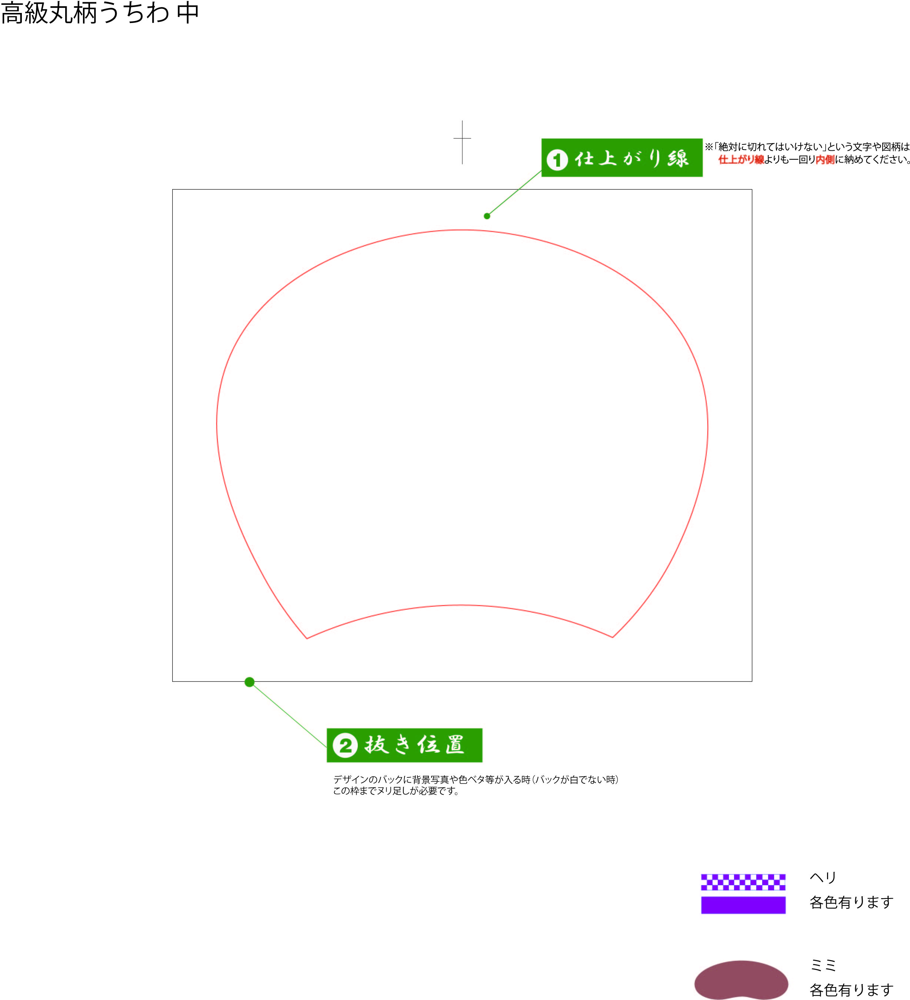 高級丸柄うちわ 中
❶ 仕上がり線
※「絶対に切れてはいけない」という文字や図柄は
仕上がり線よりも一回り内側に納めてください。
❷ 抜き位置
デザインのバックに背景写真や色ベタ等が入る時（バックが白でない時）
この枠までヌリ足しが必要です。
ヘリ
各色有ります
ミミ
各色有ります